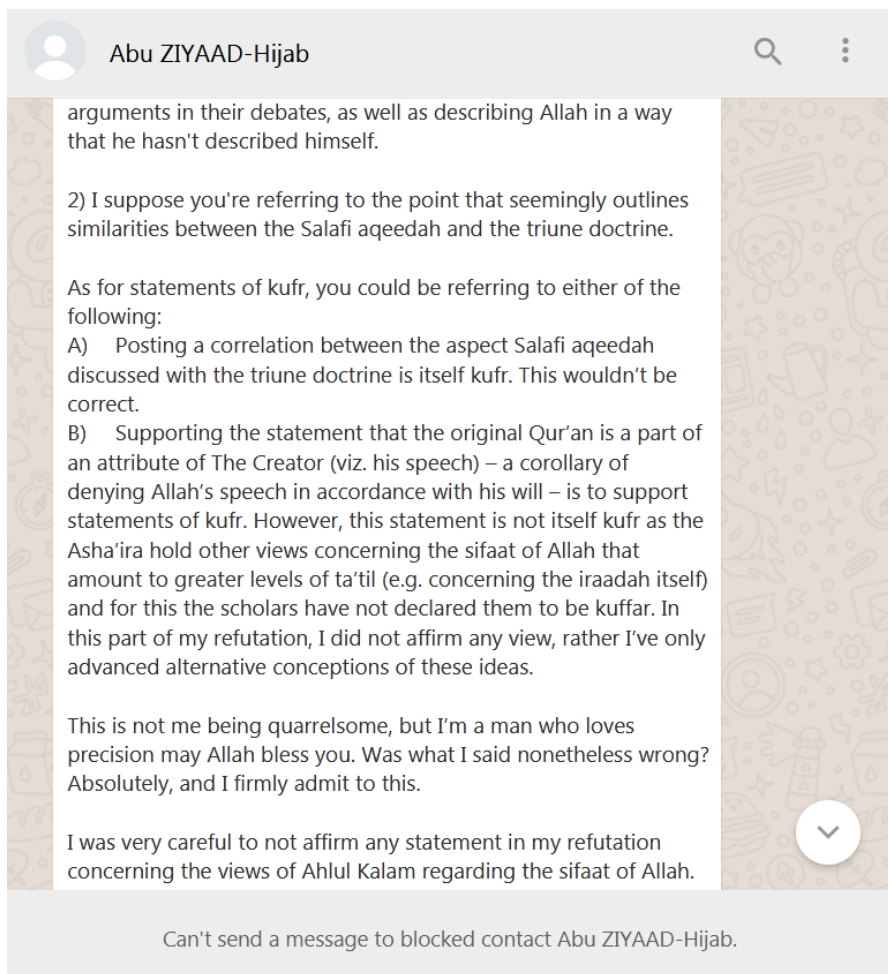 Abu ZIYAAD-Hijab
arguments in their debates, as well as describing Allah in a way
that he hasn't described himself.
2) I suppose you're referring to the point that seemingly outlines
similarities between the Salafi aqeedah and the triune doctrine.
As for statements of kufr, you could be referring to either of the
following:
A) Posting a correlation between the aspect Salafi aqeedah
discussed with the triune doctrine is itself kufr. This wouldn’t be
correct.
B) Supporting the statement that the original Qur’an is a part of
an attribute of The Creator (viz. his speech) – a corollary of
denying Allah’s speech in accordance with his will – is to support
statements of kufr. However, this statement is not itself kufr as the
Asha’ira hold other views concerning the sifaat of Allah that
amount to greater levels of ta’til (e.g. concerning the iraadah itself)
and for this the scholars have not declared them to be kuffar. In
this part of my refutation, I did not affirm any view, rather I’ve only
advanced alternative conceptions of these ideas.
This is not me being quarrelsome, but I’m a man who loves
precision may Allah bless you. Was what I said nonetheless wrong?
Absolutely, and I firmly admit to this.
I was very careful to not affirm any statement in my refutation
concerning the views of Ahlul Kalam regarding the sifaat of Allah.
Can't send a message to blocked contact Abu ZIYAAD-Hijab.